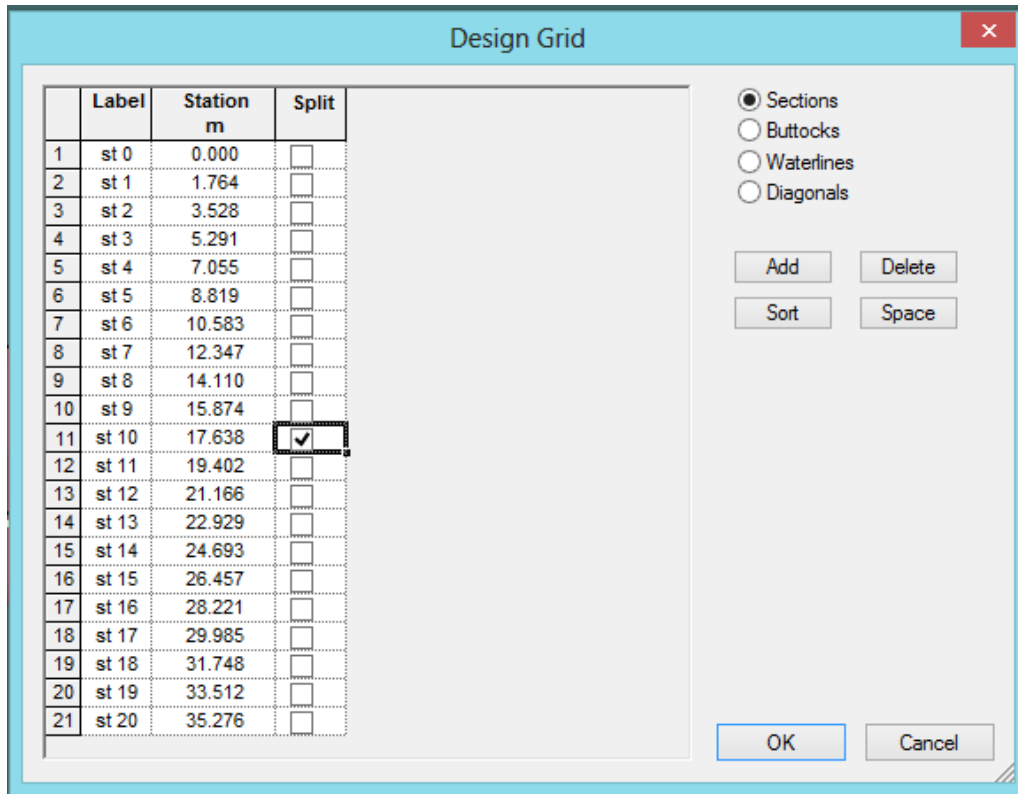 Design Grid
Label Station Split
m
1 st 0 0.000
2 st 1 1.764
3 st 2 3.528
4 st 3 5.291
5 st 4 7.055
6 st 5 8.819
7 st 6 10.583
8 st 7 12.347
9 st 8 14.110
10 st 9 15.874
11 st 10 17.638
12 st 11 19.402
13 st 12 21.166
14 st 13 22.929
15 st 14 24.693
16 st 15 26.457
17 st 16 28.221
18 st 17 29.985
19 st 18 31.748
20 st 19 33.512
21 st 20 35.276
Sections
Buttocks
Waterlines
Diagonals
Add Delete
Sort Space
OK Cancel